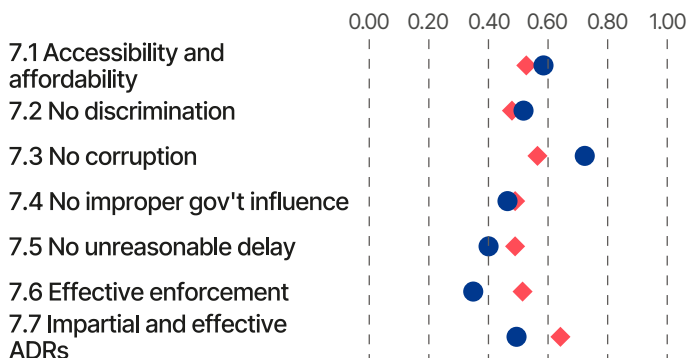 0.00 0.20 0.40 0.60 0.80 1.00
7.1 Accessibility and
affordability
7.2 No discrimination
7.3 No corruption
7.4 No improper gov't influence
7.5 No unreasonable delay
7.6 Effective enforcement
7.7 Impartial and effective
ADRs